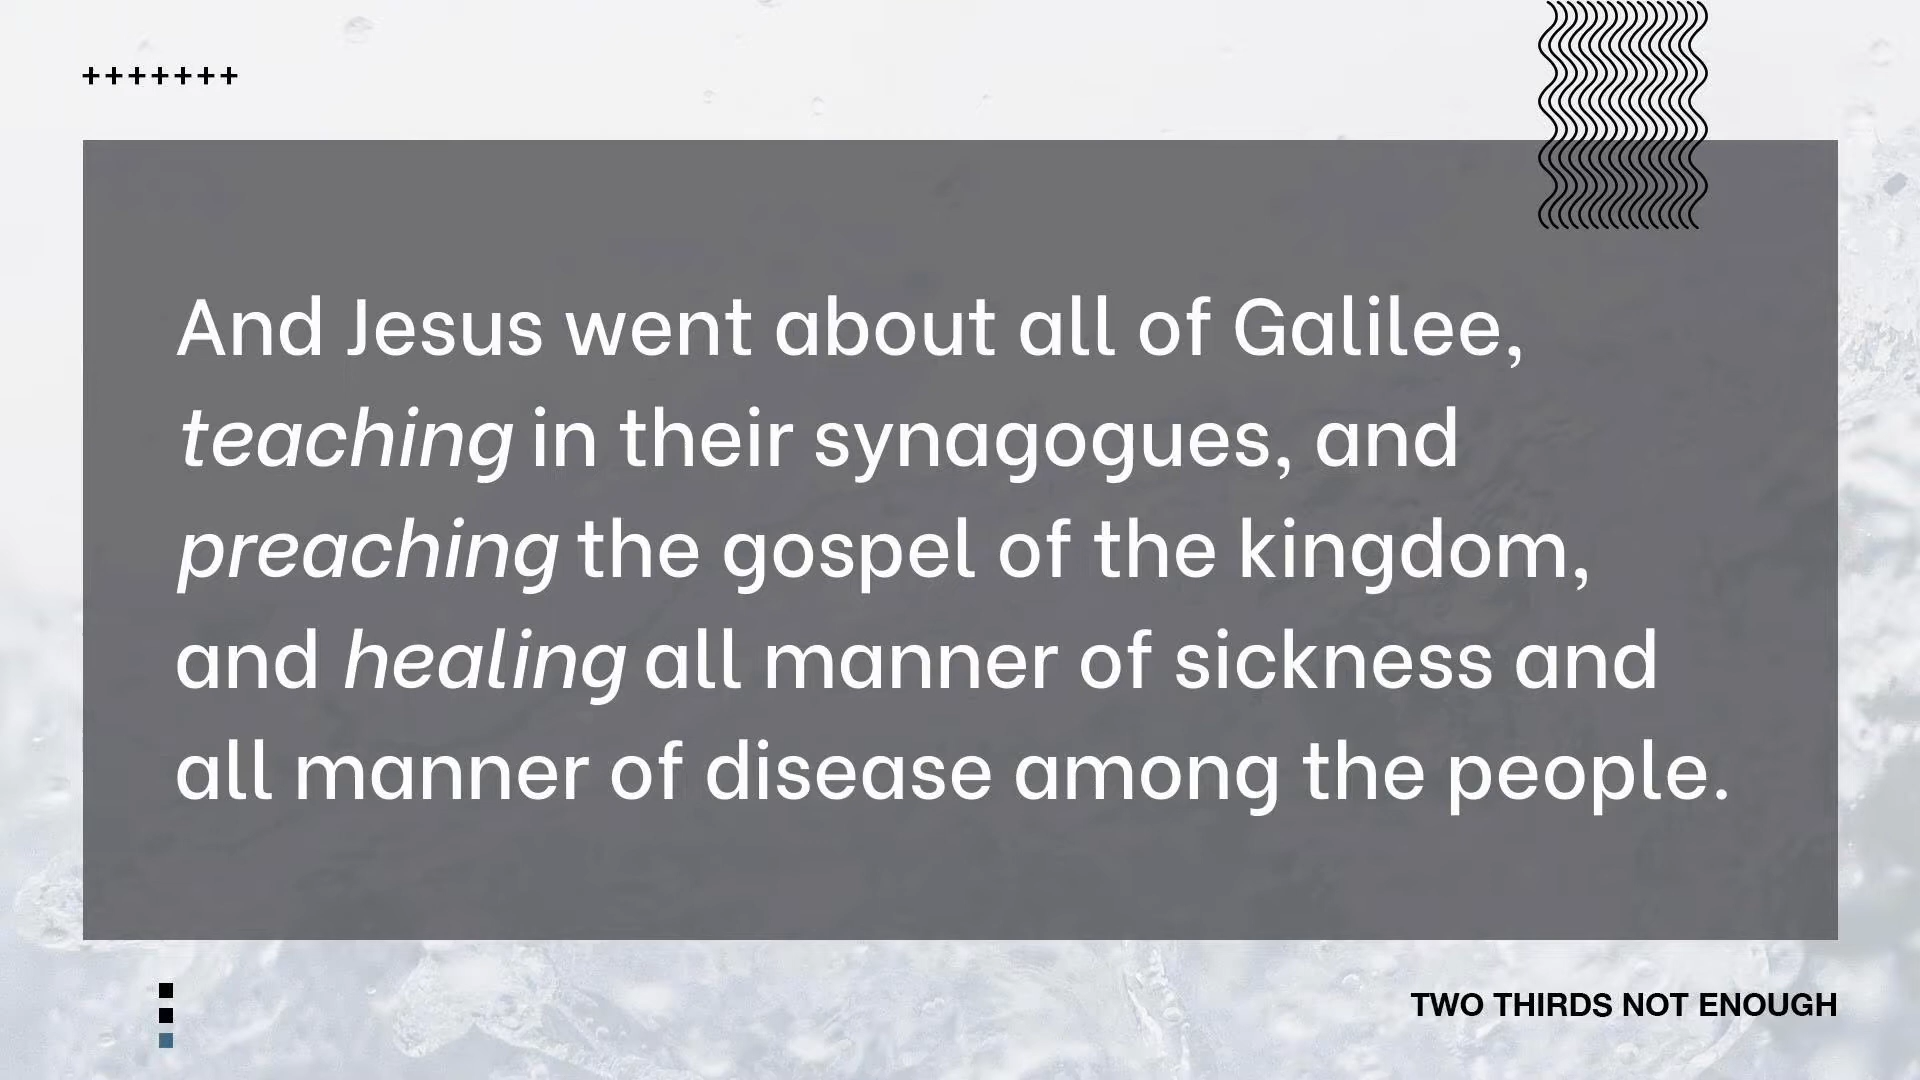 +++++++
And Jesus went about all of Galilee,
teaching in their synagogues, and
preaching the gospel of the kingdom,
and healing all manner of sickness and
all manner of disease among the people.
TWO THIRDS NOT ENOUGH